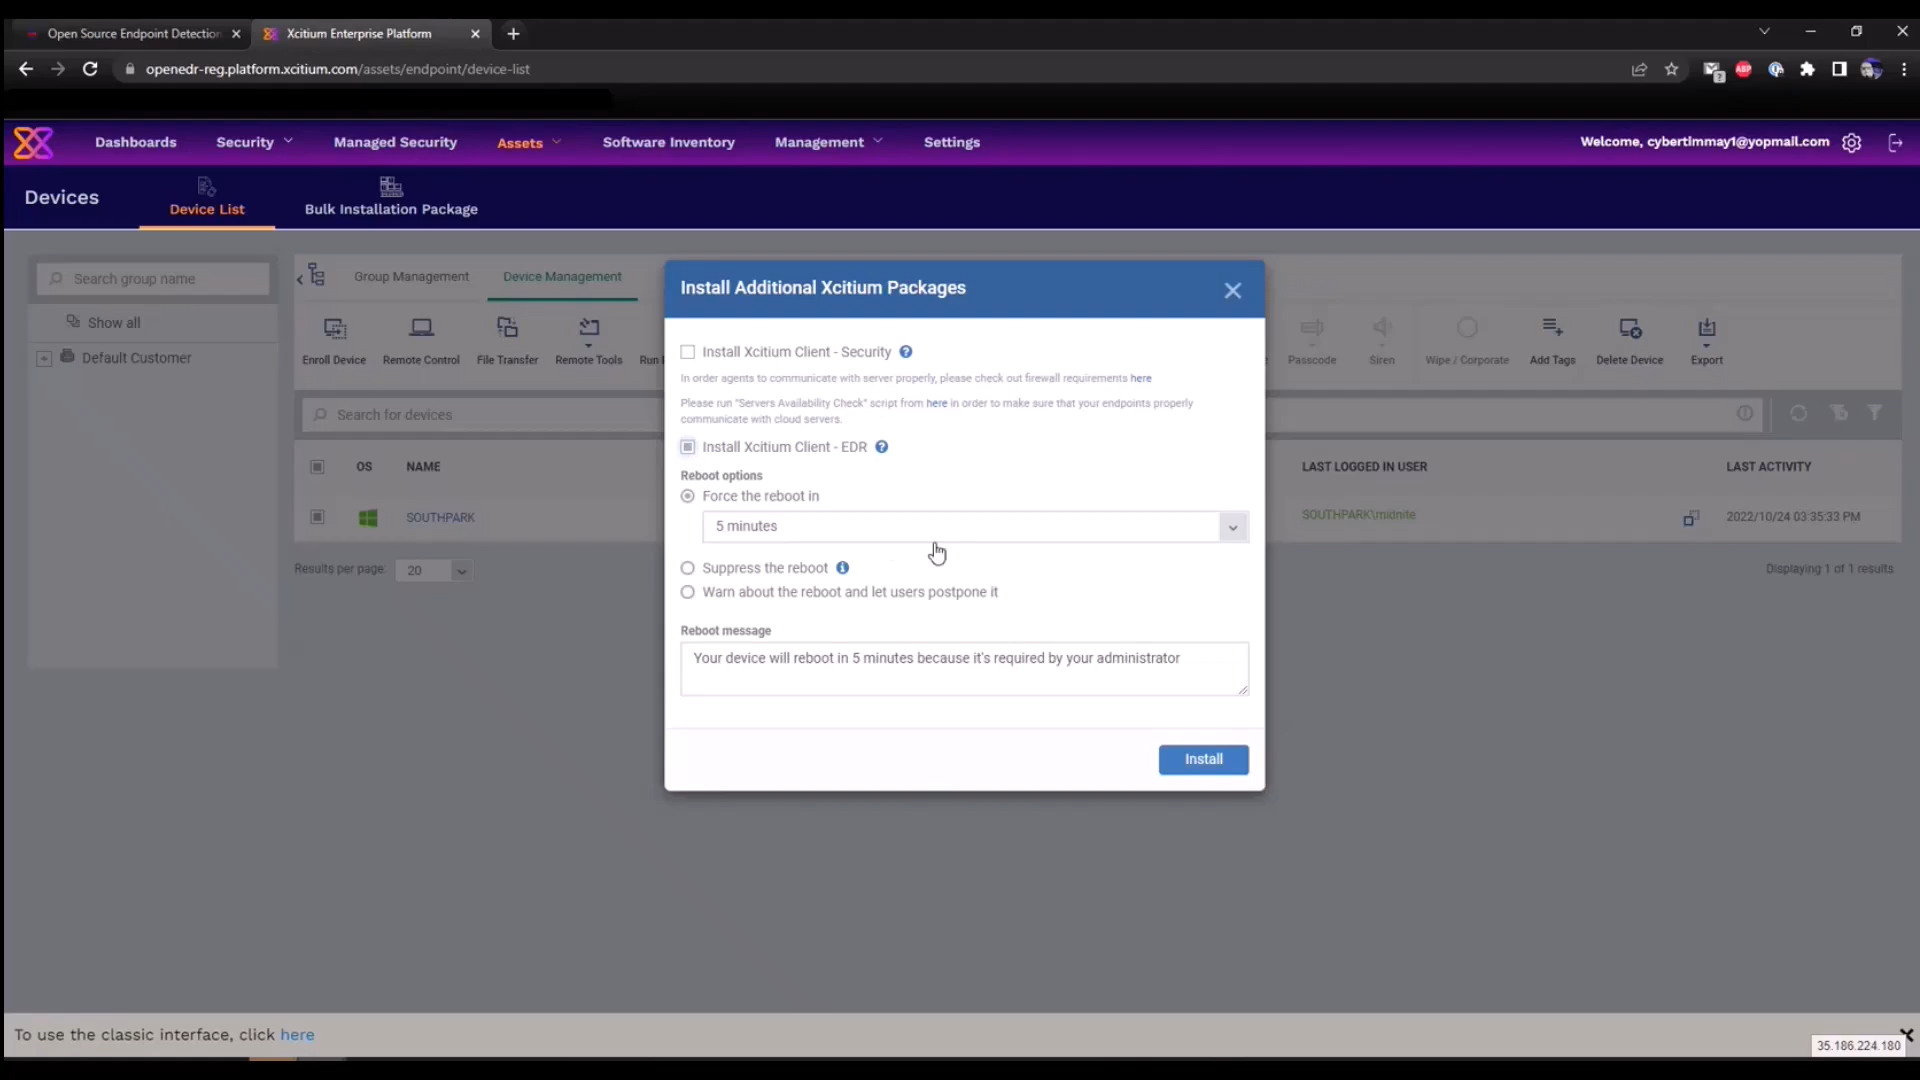 Open Source Endpoint Detection
Xcitium Enterprise Platform
openedr-reg.platform.xcitium.com/assets/endpoint/device-list
?
ABP
Dashboards
Security
Managed Security
Assets
Software Inventory
Management
Settings
Welcome, cybertimmay1@yopmail.com
Devices
Device List
Bulk Installation Package
Search group name
Show all
Default Customer
Group Management
Device Management
Enroll Device
Remote Control
File Transfer
Remote Tools
Run
Passcode
Siren
Wipe / Corporate
Add Tags
Delete Device
Export
Search for devices
OS
NAME
LAST LOGGED IN USER
LAST ACTIVITY
SOUTHPARK
SOUTHPARK\midnite
2022/10/24 03:35:33 PM
Results per page:
20
Displaying 1 of 1 results
Install Additional Xcitium Packages
Install Xcitium Client - Security ?
In order agents to communicate with server properly, please check out firewall requirements here
Please run "Servers Availability Check" script from here in order to make sure that your endpoints properly
communicate with cloud servers.
Install Xcitium Client - EDR ?
Reboot options
Force the reboot in
5 minutes
Suppress the reboot
Warn about the reboot and let users postpone it
Reboot message
Your device will reboot in 5 minutes because it's required by your administrator
Install
To use the classic interface, click here
35.186.224.180